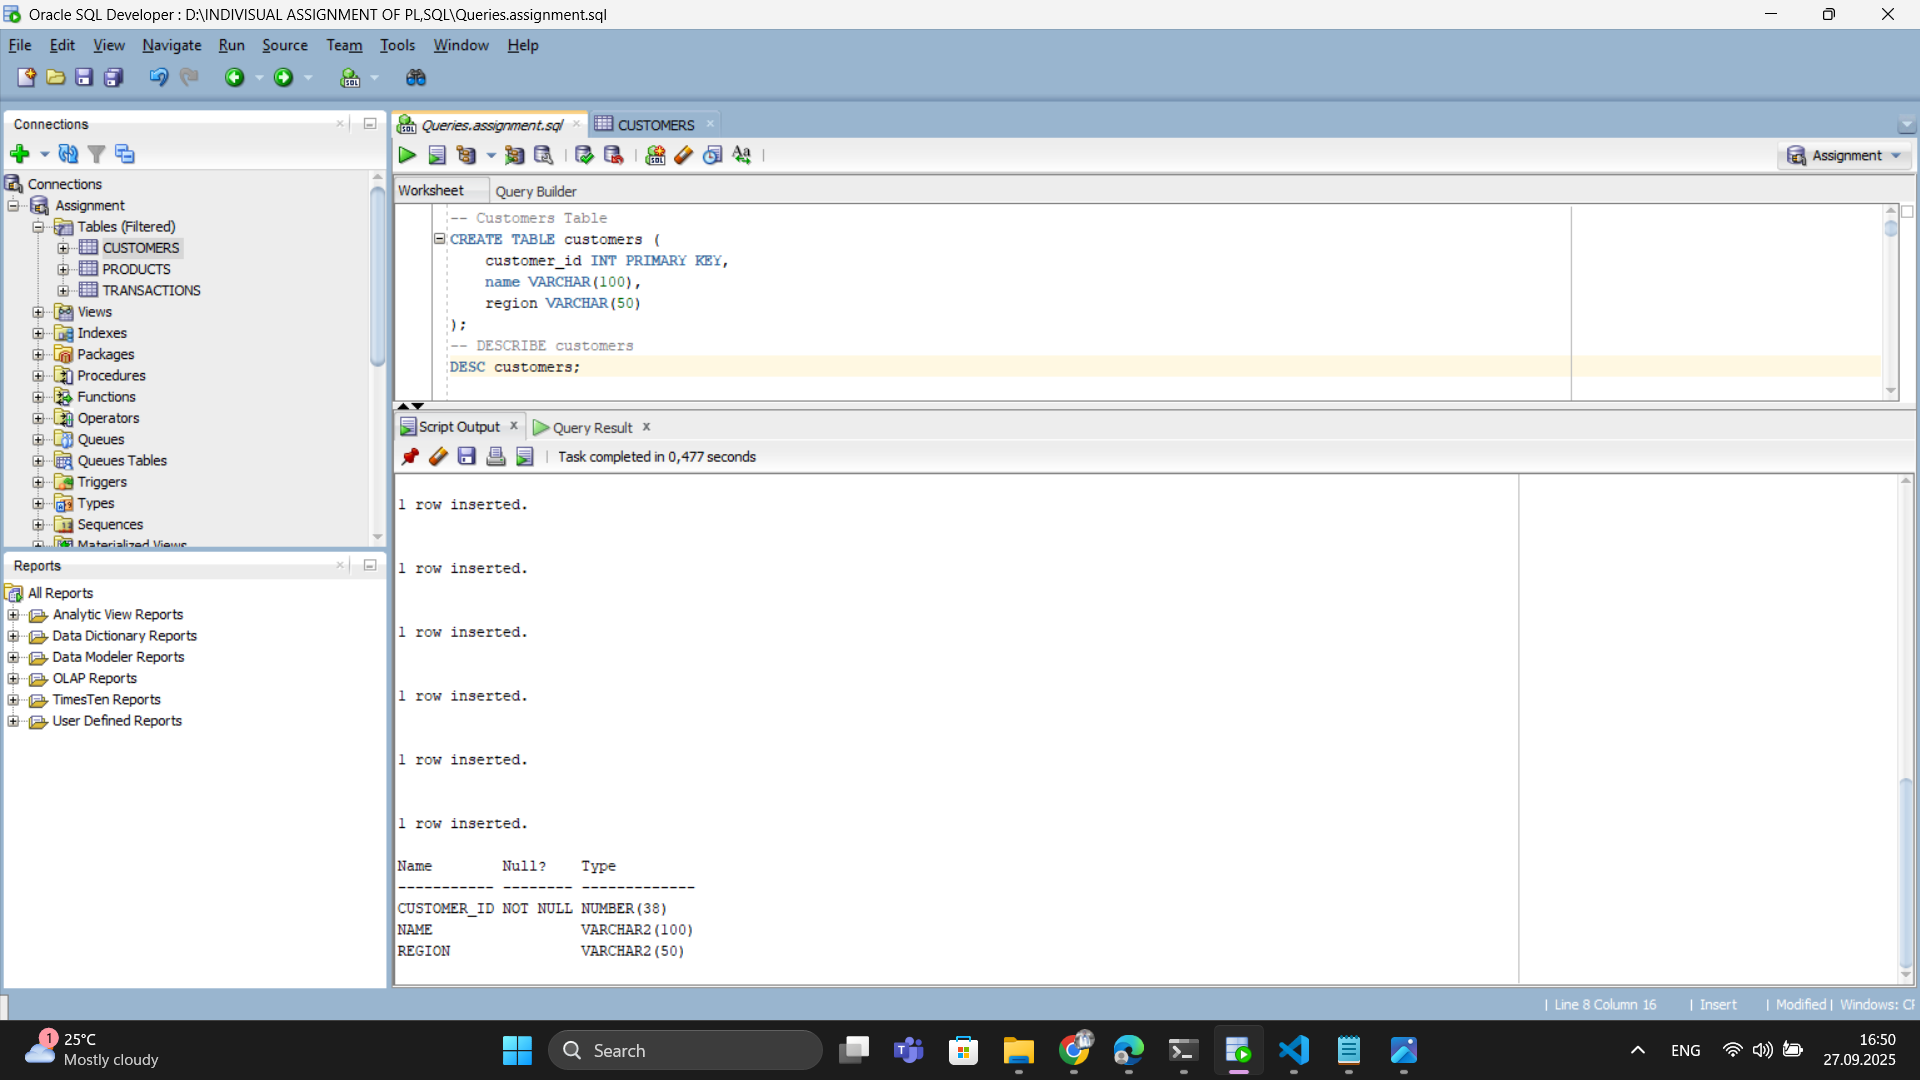 Oracle SQL Developer : D:\INDIVISUAL ASSIGNMENT OF PL,SQL\Queries.assignment.sql
File Edit View Navigate Run Source Team Tools Window Help
Connections
Connections
Assignment
Tables (Filtered)
CUSTOMERS
PRODUCTS
TRANSACTIONS
Views
Indexes
Packages
Procedures
Functions
Operators
Queues
Queues Tables
Triggers
Types
Sequences
Materialized Views
Reports
All Reports
Analytic View Reports
Data Dictionary Reports
Data Modeler Reports
OLAP Reports
TimesTen Reports
User Defined Reports
Queries.assignment.sql CUSTOMERS
Assignment
Worksheet Query Builder
-- Customers Table
CREATE TABLE customers (
customer_id INT PRIMARY KEY,
name VARCHAR(100),
region VARCHAR(50)
);
-- DESCRIBE customers
DESC customers;
Script Output Query Result
Task completed in 0,477 seconds
1 row inserted.
1 row inserted.
1 row inserted.
1 row inserted.
1 row inserted.
1 row inserted.
Name Null? Type
----------- -------- -------------
CUSTOMER_ID NOT NULL NUMBER(38)
NAME VARCHAR2(100)
REGION VARCHAR2(50)
Line 8 Column 16 | Insert | Modified | Windows:
1
25°C
Mostly cloudy
Search
ENG
16:50
27.09.2025